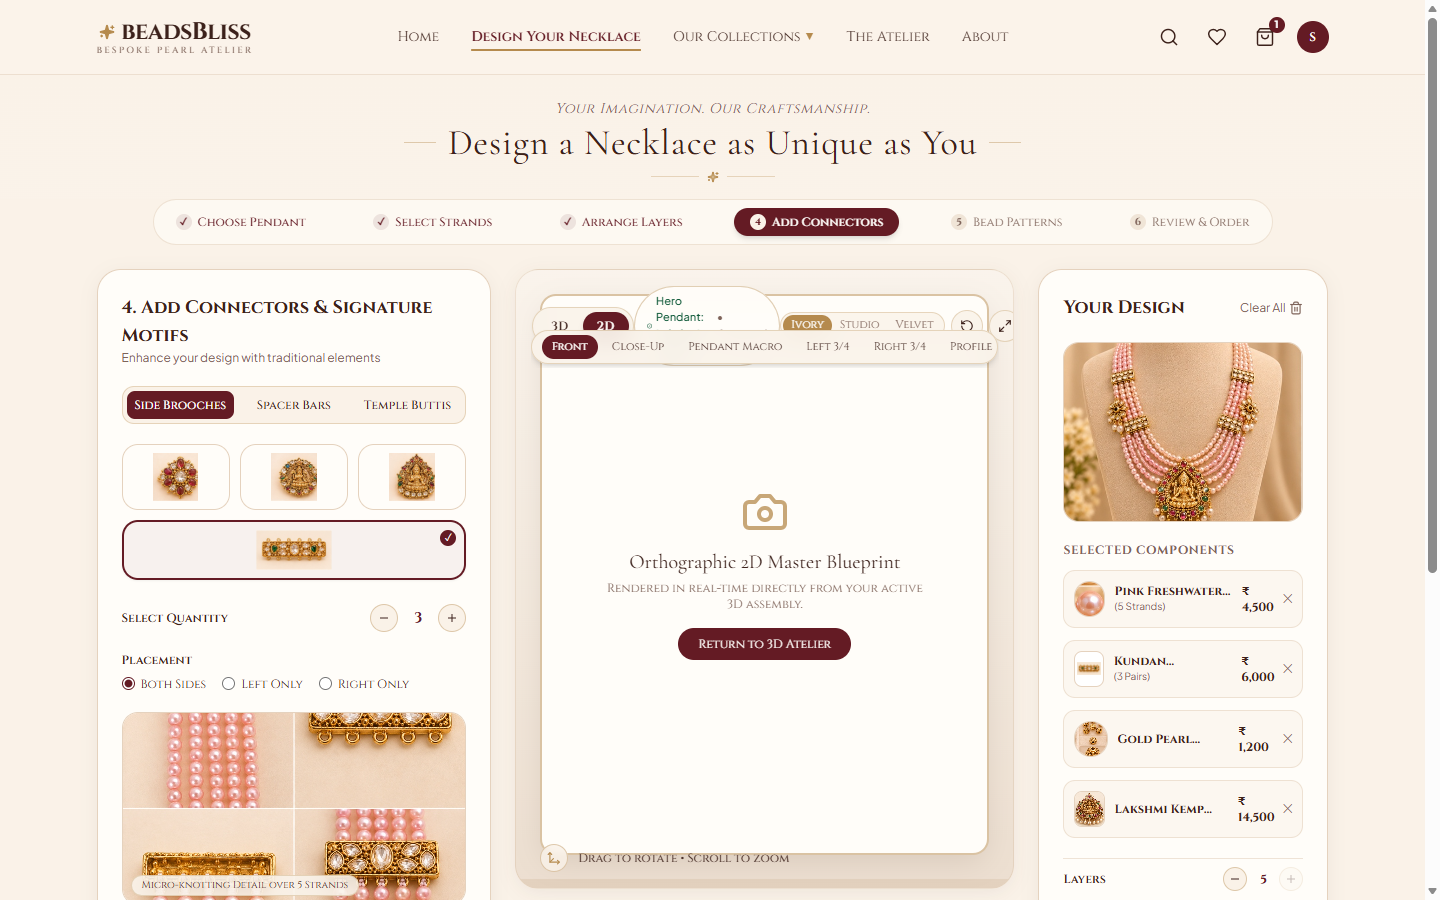 BEADSBLISS
BESPOKE PEARL ATELIER
HOME
DESIGN YOUR NECKLACE
OUR COLLECTIONS ▼
THE ATELIER
ABOUT
1
S
YOUR IMAGINATION. OUR CRAFTSMANSHIP.
Design a Necklace as Unique as You
✓ CHOOSE PENDANT
✓ SELECT STRANDS
✓ ARRANGE LAYERS
4 ADD CONNECTORS
5 BEAD PATTERNS
6 REVIEW & ORDER
4. ADD CONNECTORS & SIGNATURE
MOTIFS
Enhance your design with traditional elements
SIDE BROOCHES
SPACER BARS
TEMPLE BUTTIS
SELECT QUANTITY
− 3 +
PLACEMENT
BOTH SIDES
LEFT ONLY
RIGHT ONLY
MICRO-KNOTTING DETAIL OVER 5 STRANDS
3D
2D
Hero
Pendant:
•
IVORY
STUDIO
VELVET
FRONT
CLOSE-UP
PENDANT MACRO
LEFT 3/4
RIGHT 3/4
PROFILE
Orthographic 2D Master Blueprint
RENDERED IN REAL-TIME DIRECTLY FROM YOUR ACTIVE
3D ASSEMBLY.
RETURN TO 3D ATELIER
DRAG TO ROTATE • SCROLL TO ZOOM
YOUR DESIGN
Clear All
SELECTED COMPONENTS
PINK FRESHWATER...
(5 Strands)
₹
4,500
KUNDAN...
(3 Pairs)
₹
6,000
GOLD PEARL...
₹
1,200
LAKSHMI KEMP...
₹
14,500
LAYERS
− 5 +